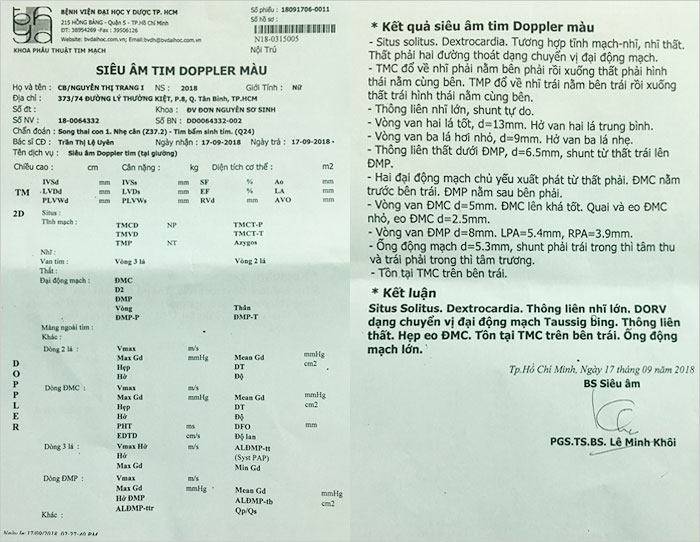 BỆNH VIỆN ĐẠI HỌC Y DƯỢC TP. HCM
215 HỒNG BÀNG - Quận 5 - TP.Hồ Chí Minh
ĐT: 38954269 - Fax : 39506126
Website: bvdaihoc.com.vn; Email:bvdh@bvdaihoc.com.vn
KHOA PHẪU THUẬT TIM MẠCH
Số phiếu : 18091706-0011
Số hồ sơ :
N18-0315005
Nội Trú
SIÊU ÂM TIM DOPPLER MÀU
Họ và tên : CB/NGUYỄN THỊ TRANG I NS : 2018 Giới Tính : Nữ
Địa chỉ : 373/74 ĐƯỜNG LÝ THƯỜNG KIỆT, P.8, Q. Tân Bình, TP.HCM
Số đt : Khoa : ĐV ĐƠN NGUYÊN SƠ SINH
Số NV : 18-0064332 Số BN : DD0064332-002
Chẩn đoán : Song thai con 1. Nhẹ cân (Z37.2) - Tim bẩm sinh tím. (Q24)
Bác sĩ CĐ : Trần Thị Lệ Uyên Ngày nhận : 17-09-2018 Ngày trả : 17-09-2018
Tên dịch vụ : Siêu âm Doppler tim (tại giường)
Chiều cao : cm Cân nặng : kg Diện tích cơ thể : m2
TM
IVSd mm IVSs mm SF % Ao mm
LVDd mm LVDs mm EF % LA mm
PLVWd mm PLVWs mm RVd mm AVO mm
2D Situs :
Tĩnh mạch : TMCD NP TMCT-P
TMVD TMCT-T
TMP NT Azygos
Nhĩ :
Van tim : Vòng 3 lá Vòng 2 lá
Thất :
Đại động mạch : ĐMC
D2
ĐMP
Vòng Thân
ĐMP-P ĐMP-T
Màng ngoài tim :
Khác :
DOPPLER
Dòng 2 lá : Vmax m/s
Max Gd mmHg Mean Gd mmHg
Hẹp DT cm2
Hở Độ
Dòng ĐMC : Vmax m/s
Max Gd mmHg Mean Gd mmHg
Hẹp DT cm2
Hở Độ
PHT ms DFO mm
EDTD cm/s Độ lan
Dòng 3 lá : Vmax Hở m/s ALĐMP-tt
Hở (Syst PAP)
Max Gd Min Gd
Dòng ĐMP : Vmax m/s
Max Gd mmHg Mean Gd mmHg
Hở ĐMP ALĐMP-tb cm2
ALĐMP-ttr Qp/Qs
Khác :
* Kết quả siêu âm tim Doppler màu
- Situs solitus. Dextrocardia. Tương hợp tĩnh mạch-nhĩ, nhĩ thất.
Thất phải hai đường thoát dạng chuyển vị đại động mạch.
- TMC đổ về nhĩ phải nằm bên phải rồi xuống thất phải hình
thái nằm cùng bên. TMP đổ về nhĩ trái nằm bên trái rồi xuống
thất trái hình thái nằm cùng bên.
- Thông liên nhĩ lớn, shunt tự do.
- Vòng van hai lá tốt, d=13mm. Hở van hai lá trung bình.
- Vòng van ba lá hơi nhỏ, d=9mm. Hở van ba lá nhẹ.
- Thông liên thất dưới ĐMP, d=6.5mm, shunt từ thất trái lên
ĐMP.
- Hai đại động mạch chủ yếu xuất phát từ thất phải. ĐMC nằm
trước bên trái. ĐMP nằm sau bên phải.
- Vòng van ĐMC d=5mm. ĐMC lên khá tốt. Quai và eo ĐMC
nhỏ, eo ĐMC d=2.5mm.
- Vòng van ĐMP d=8mm. LPA=5.4mm, RPA=3.9mm.
- Ống động mạch d=5.3mm, shunt phải trái trong thì tâm thu
và trái phải trong thì tâm trương.
- Tồn tại TMC trên bên trái.
* Kết luận
Situs Solitus. Dextrocardia. Thông liên nhĩ lớn. DORV
dạng chuyển vị đại động mạch Taussig Bing. Thông liên
thất. Hẹp eo ĐMC. Tồn tại TMC trên bên trái. Ống động
mạch lớn.
Tp.Hồ Chí Minh, Ngày 17 tháng 09 năm 2018
BS Siêu âm
PGS.TS.BS. Lê Minh Khôi